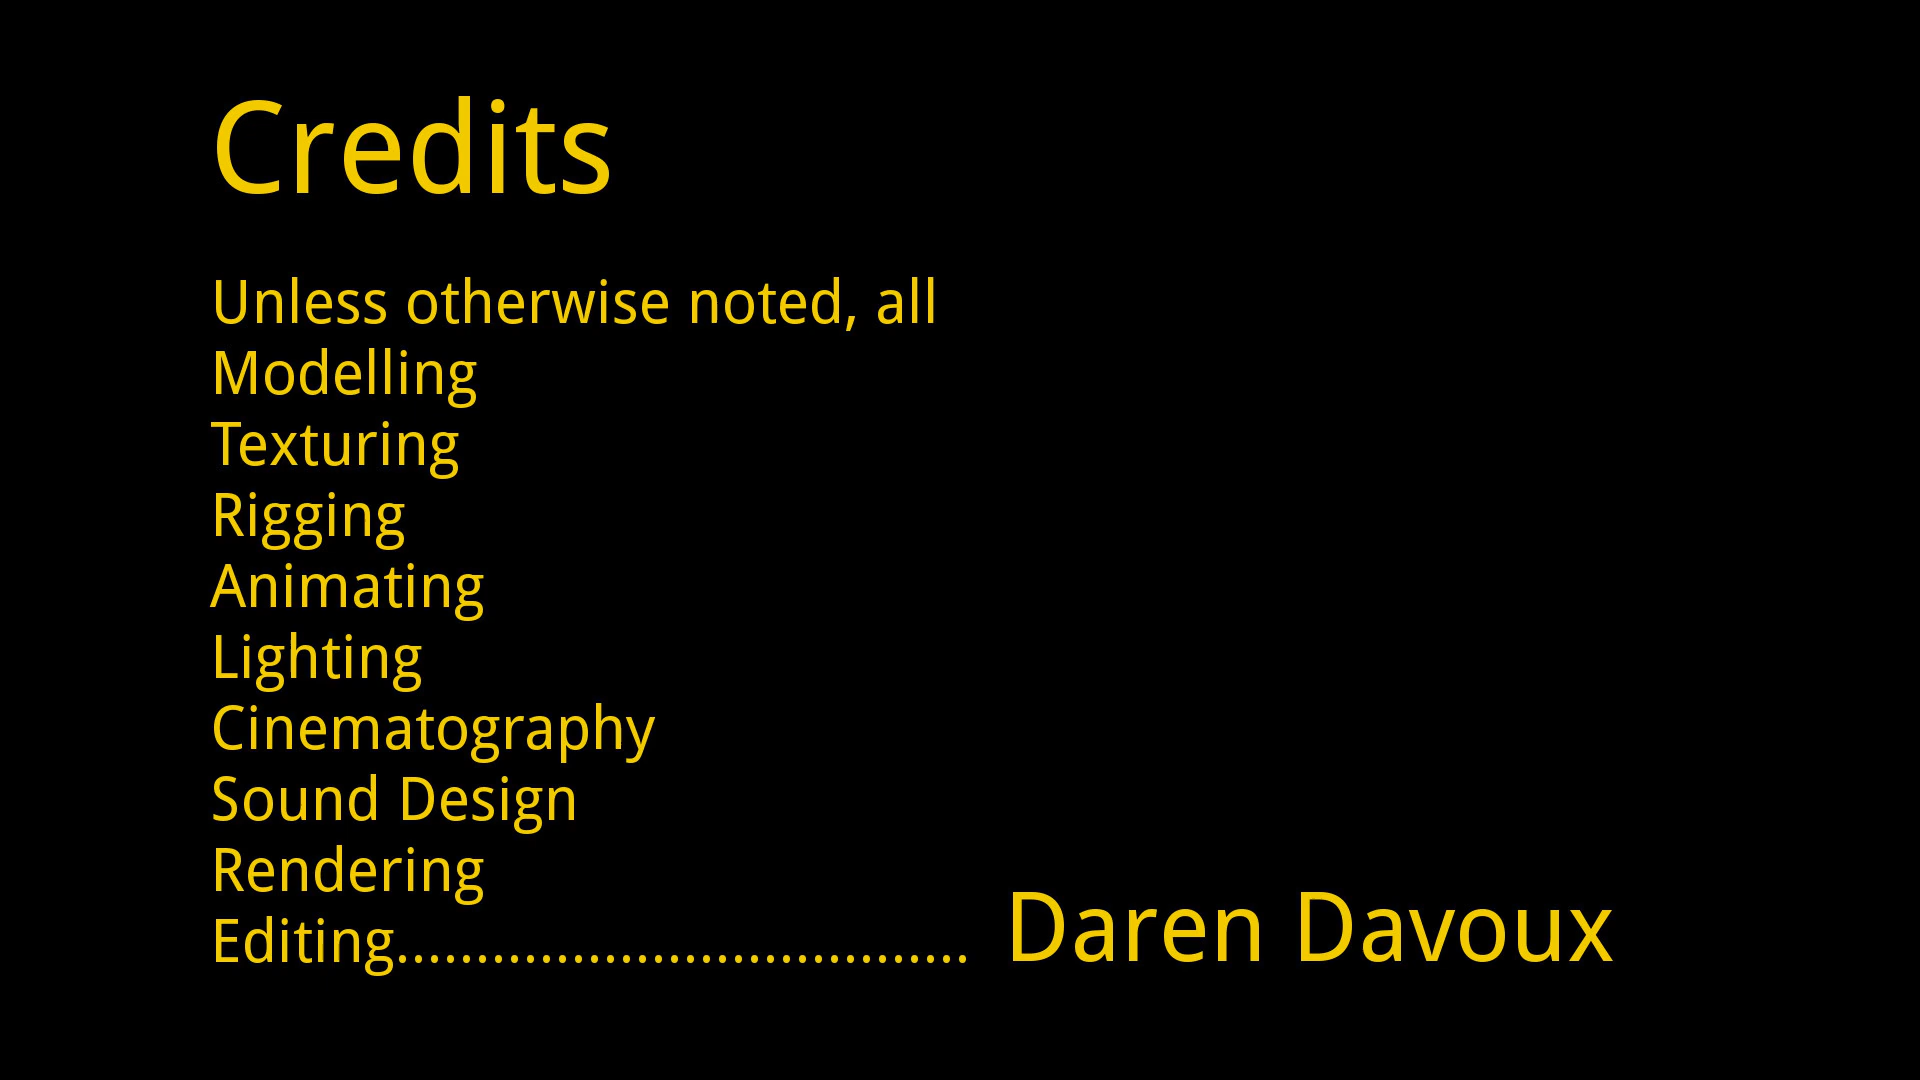 Credits
Unless otherwise noted, all
Modelling
Texturing
Rigging
Animating
Lighting
Cinematography
Sound Design
Rendering
Editing.................................... Daren Davoux